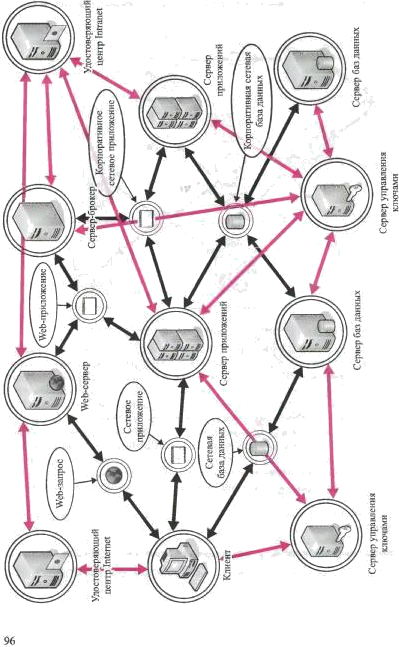 Удостоверяющий
центр Internet
Web-сервер
Сервер-брокер
Удостоверяющий
центр Intranet
Web-запрос
Web-приложение
Корпоративное
сетевое приложение
Клиент
Сетевое
приложение
Сервер приложений
Сервер
приложений
Сетевая
база данных
Корпоративная сетевая
база данных
Сервер управления
ключами
Сервер баз данных
Сервер управления
ключами
Сервер баз данных
96